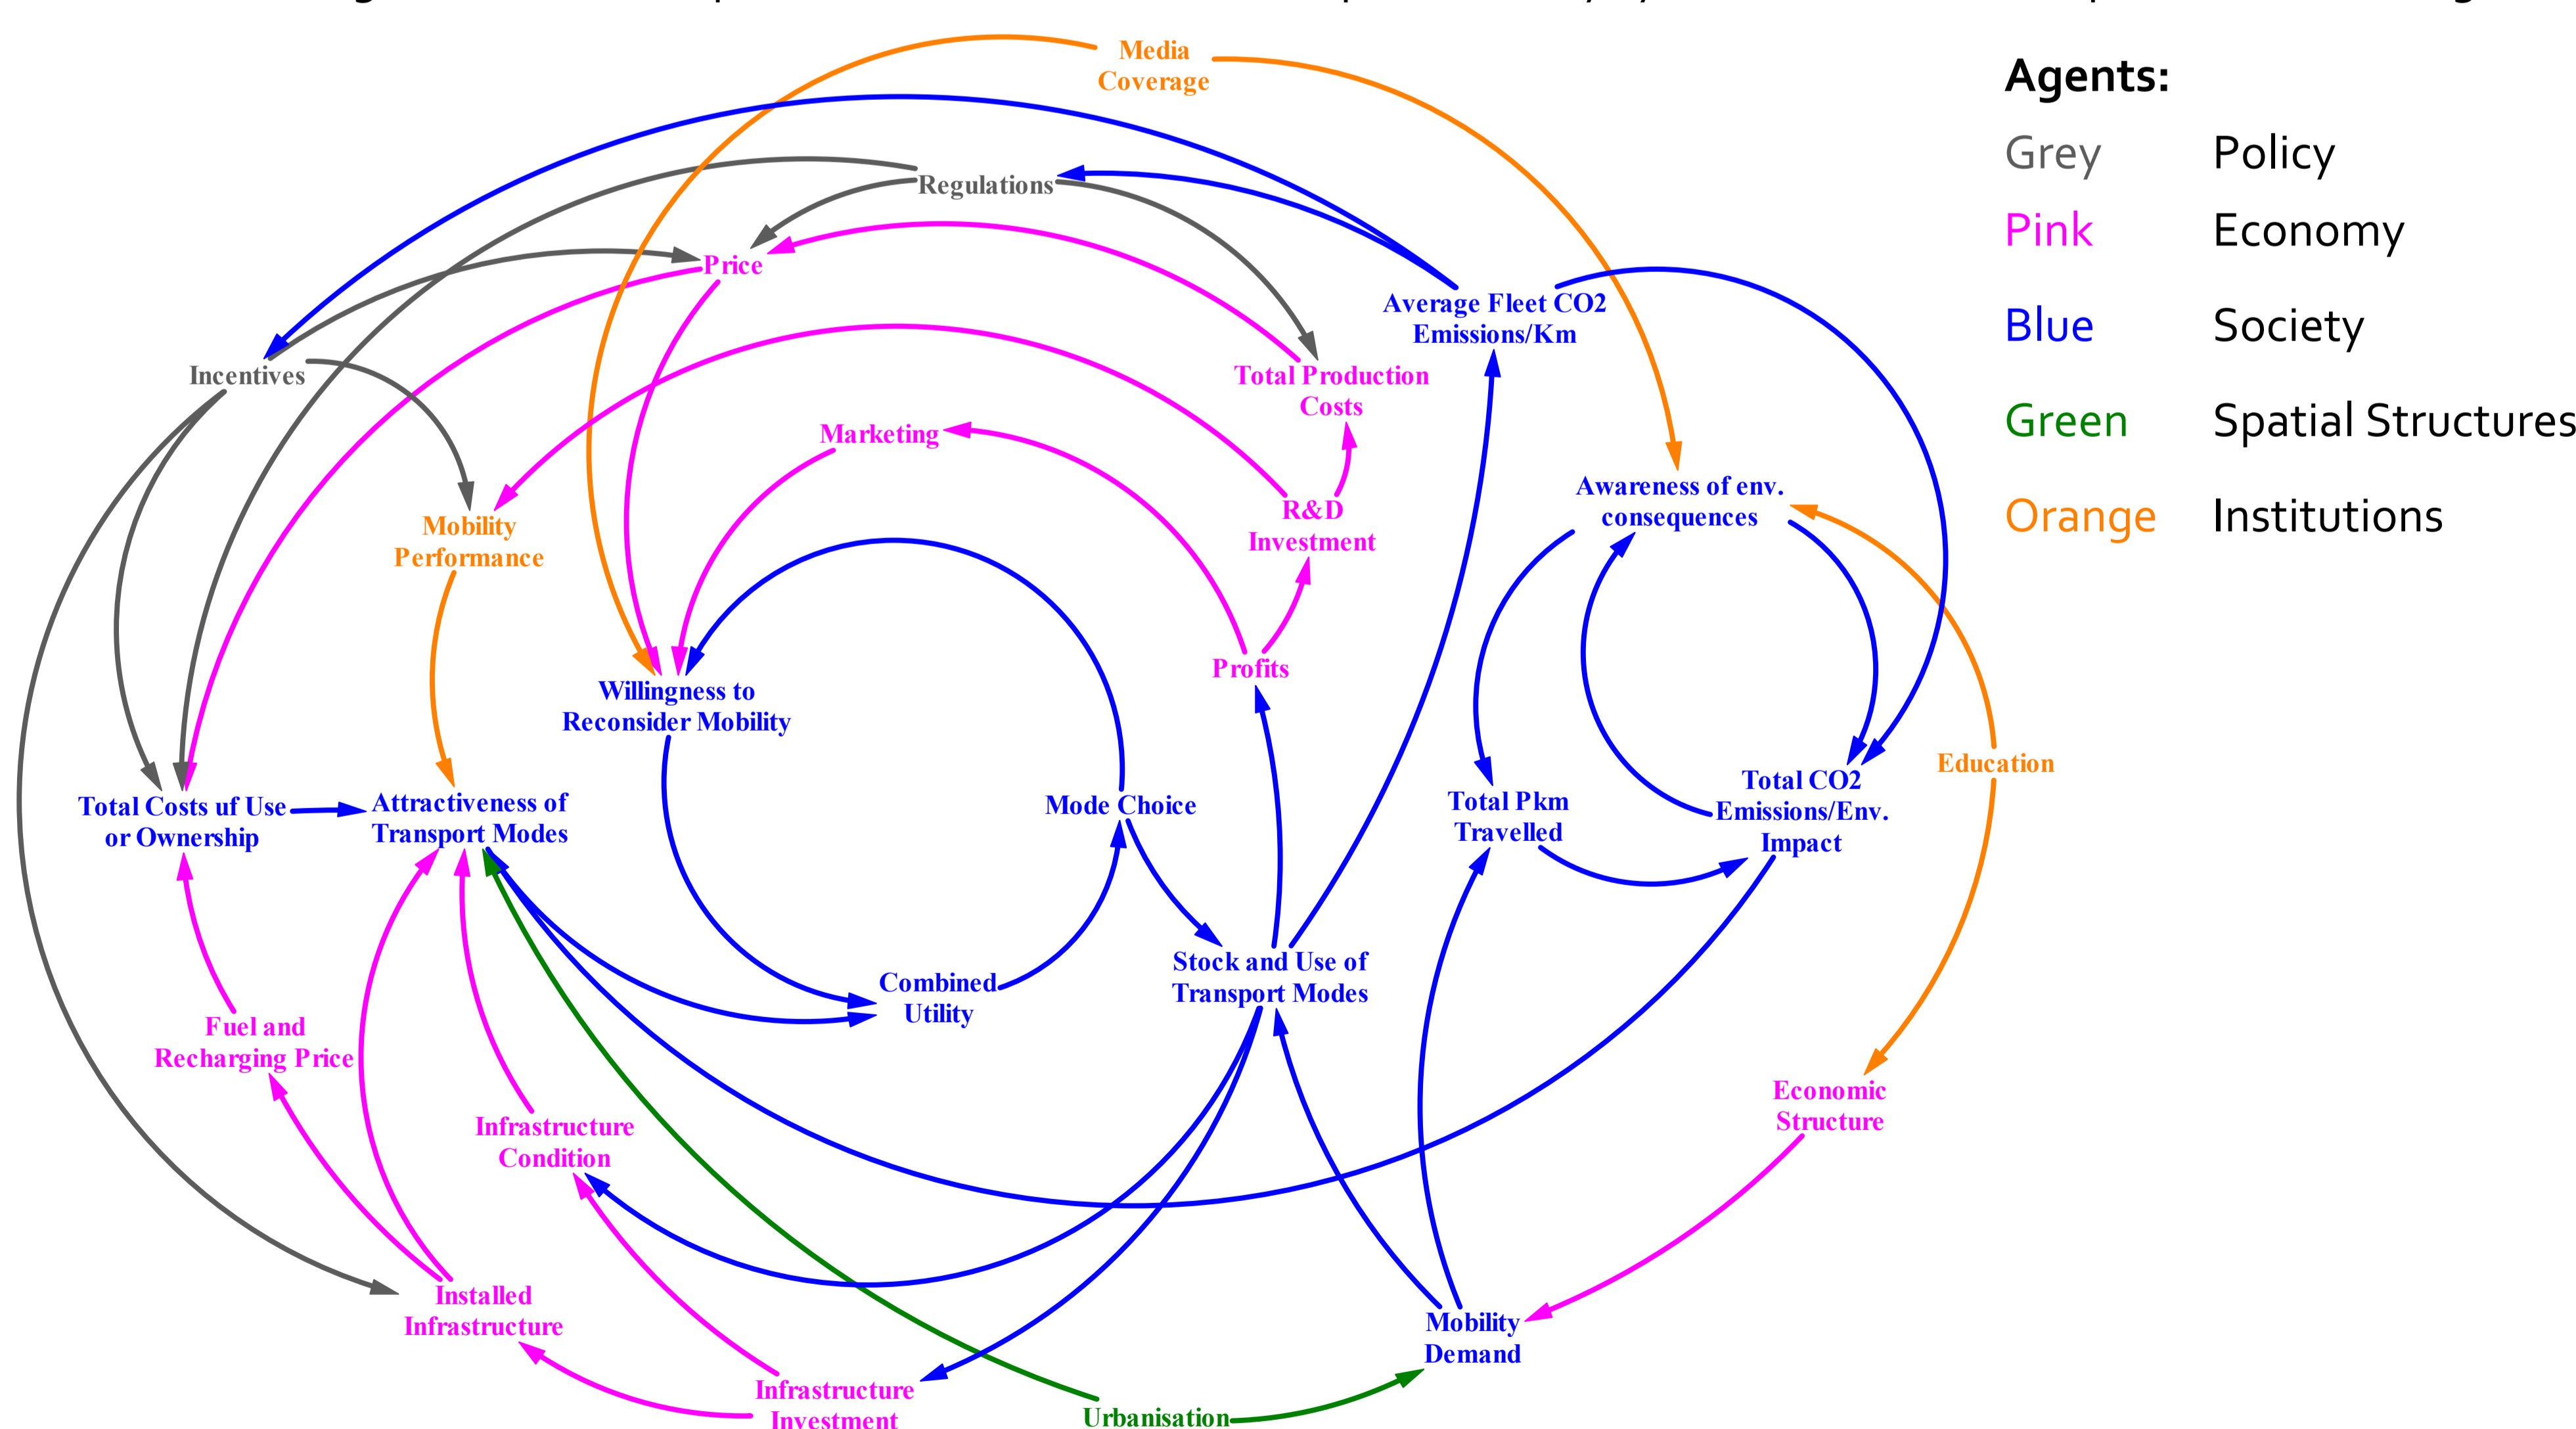 Media
Coverage
Agents:
Grey Policy
Pink Economy
Blue Society
Green Spatial Structures
Orange Institutions
Regulations
Price
Average Fleet CO2
Emissions/Km
Incentives
Total Production
Costs
Marketing
Awareness of env.
consequences
R&D
Investment
Mobility
Performance
Profits
Willingness to
Reconsider Mobility
Education
Total Costs uf Use
or Ownership
Attractiveness of
Transport Modes
Mode Choice
Total Pkm
Travelled
Total CO2
Emissions/Env.
Impact
Stock and Use of
Transport Modes
Combined
Utility
Fuel and
Recharging Price
Economic
Structure
Infrastructure
Condition
Installed
Infrastructure
Mobility
Demand
Infrastructure
Investment
Urbanisation